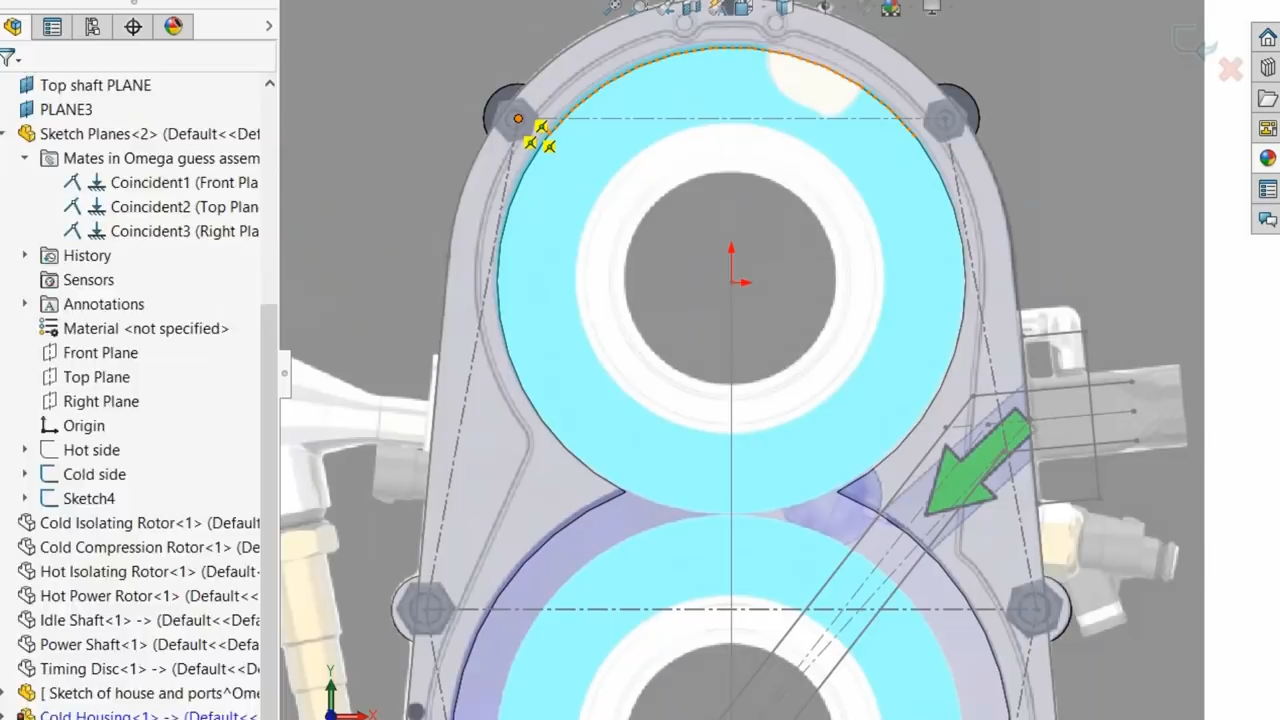 Top shaft PLANE
PLANE3
Sketch Planes<2> (Default<<Def
Mates in Omega guess assem
Coincident1 (Front Pla
Coincident2 (Top Plan
Coincident3 (Right Pla
History
Sensors
Annotations
Material <not specified>
Front Plane
Top Plane
Right Plane
Origin
Hot side
Cold side
Sketch4
Cold Isolating Rotor<1> (Default
Cold Compression Rotor<1> (De
Hot Isolating Rotor<1> (Default<
Hot Power Rotor<1> (Default<
Idle Shaft<1> -> (Default<<Defa
Power Shaft<1> (Default<<Defa
Timing Disc<1> -> (Default<<De
[ Sketch of house and ports^Ome
Cold Housing<1> -> (Default<<
Y
X